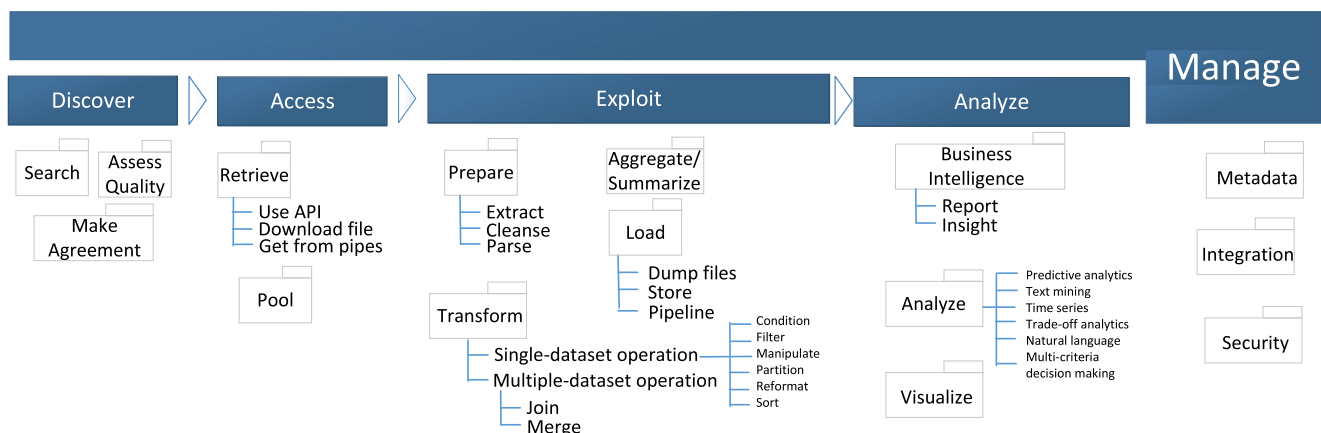 Manage
Discover
Access
Exploit
Analyze
Search
Assess
Quality
Make
Agreement
Retrieve
Use API
Download file
Get from pipes
Pool
Prepare
Extract
Cleanse
Parse
Aggregate/
Summarize
Load
Dump files
Store
Pipeline
Transform
Single-dataset operation
Condition
Filter
Manipulate
Partition
Reformat
Sort
Multiple-dataset operation
Join
Merge
Business
Intelligence
Report
Insight
Analyze
Predictive analytics
Text mining
Time series
Trade-off analytics
Natural language
Multi-criteria
decision making
Visualize
Metadata
Integration
Security